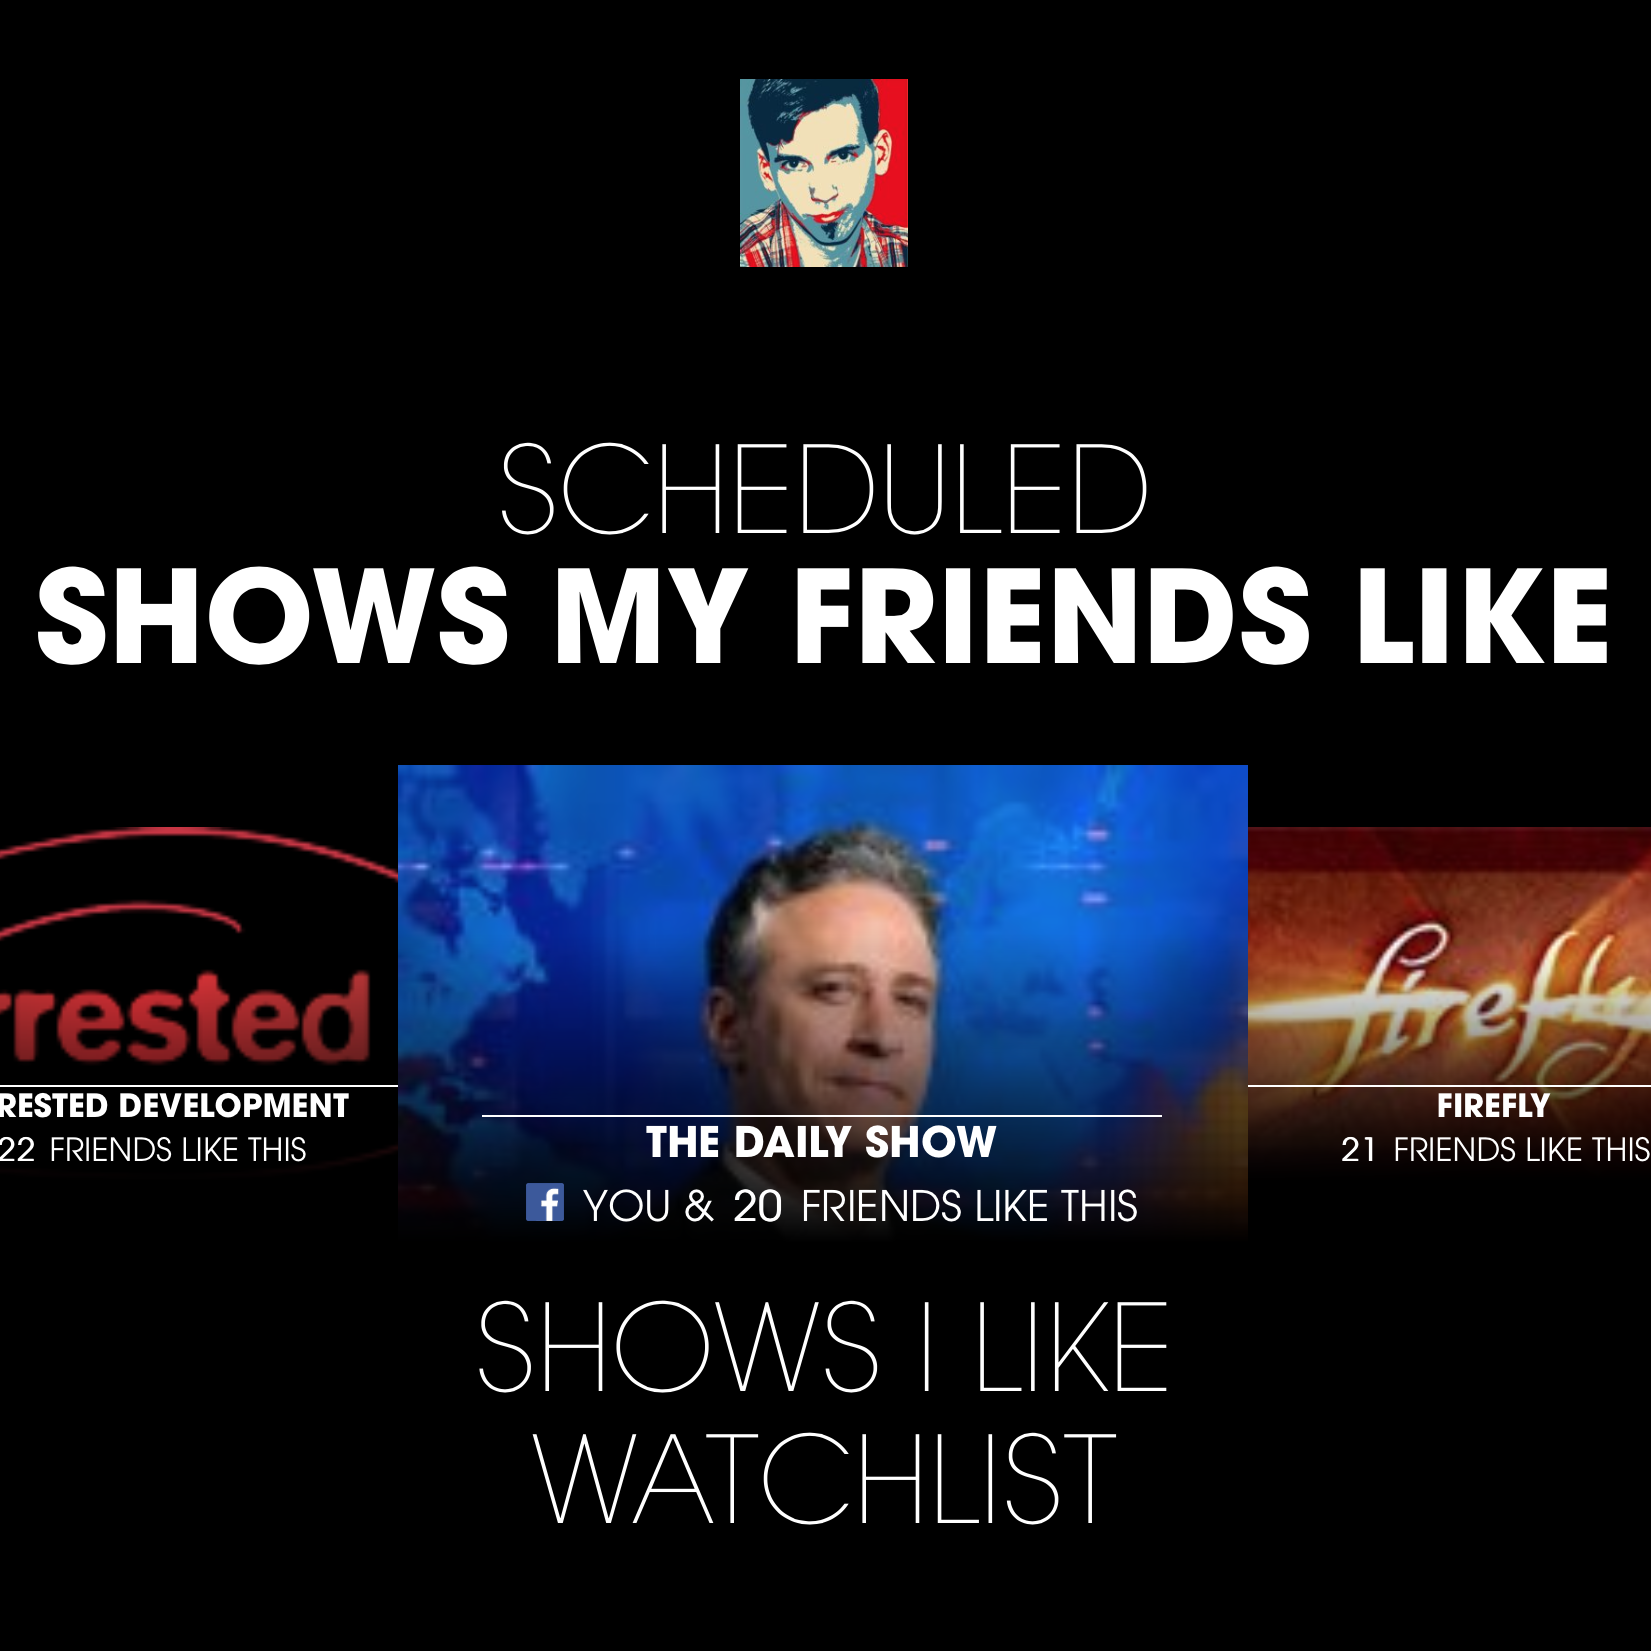 SCHEDULED
SHOWS MY FRIENDS LIKE
rrested
firefly
RESTED DEVELOPMENT
22 FRIENDS LIKE THIS
THE DAILY SHOW
f YOU & 20 FRIENDS LIKE THIS
FIREFLY
21 FRIENDS LIKE THIS
SHOWS I LIKE
WATCHLIST